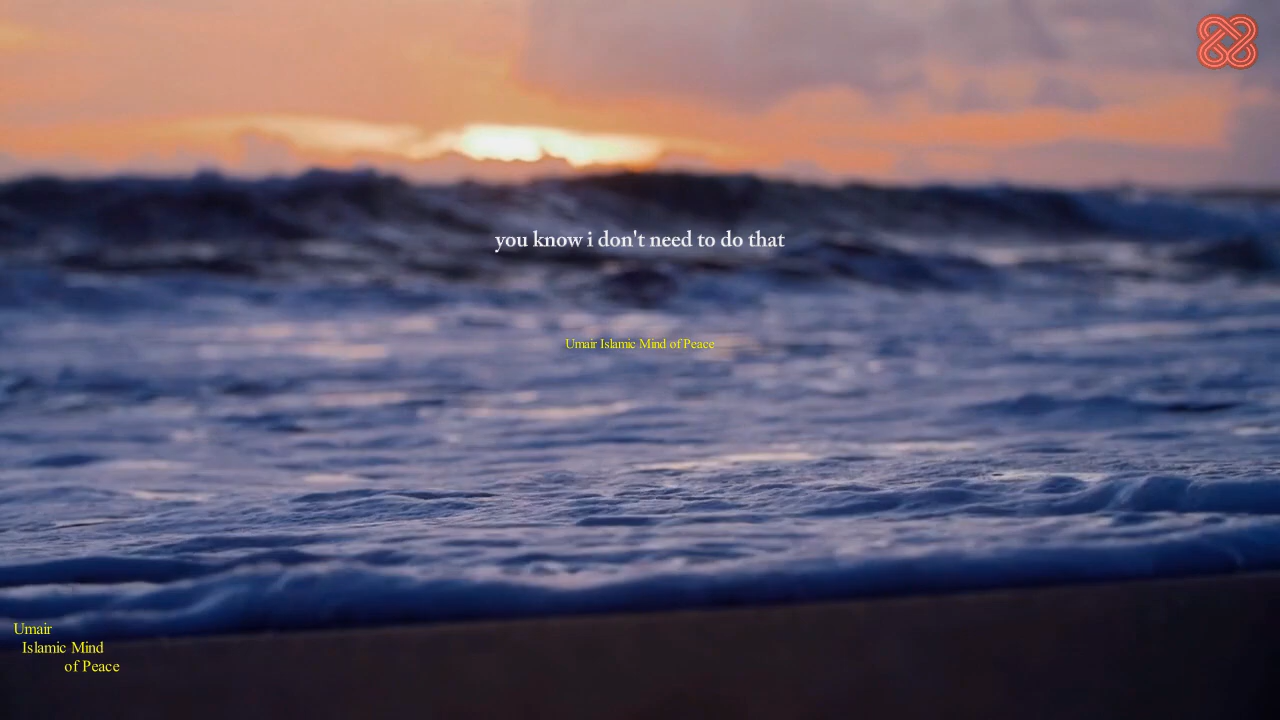 you know i don't need to do that
Umair Islamic Mind of Peace
Umair
Islamic Mind
of Peace